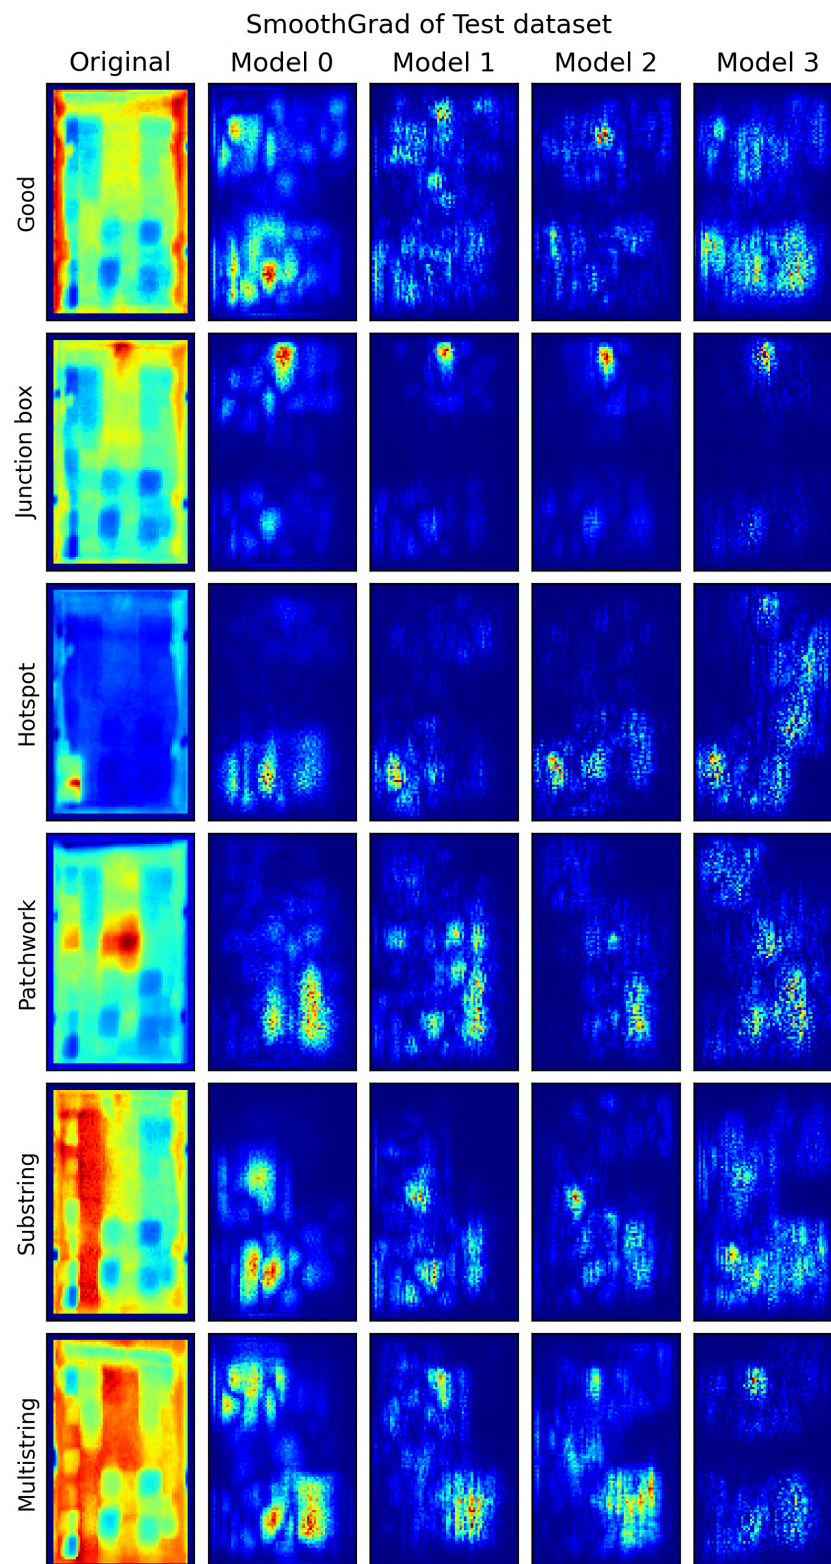 SmoothGrad of Test dataset
Original Model 0 Model 1 Model 2 Model 3
Good
Junction box
Hotspot
Patchwork
Substring
Multistring